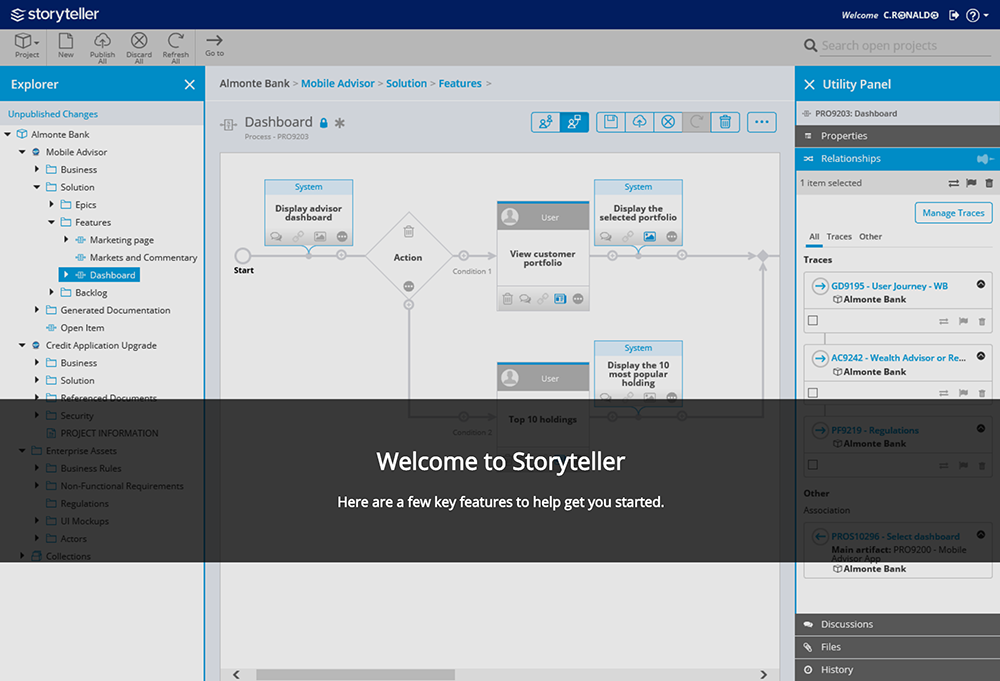 storyteller
Welcome C.RONALDO
Project
New
Publish All
Discard All
Refresh All
Go to
Search open projects
Explorer
Unpublished Changes
Almonte Bank
Mobile Advisor
Business
Solution
Epics
Features
Marketing page
Markets and Commentary
Dashboard
Backlog
Generated Documentation
Open Item
Credit Application Upgrade
Business
Solution
Referenced Documents
Security
PROJECT INFORMATION
Enterprise Assets
Business Rules
Non-Functional Requirements
Regulations
UI Mockups
Actors
Collections
Almonte Bank > Mobile Advisor > Solution > Features >
Dashboard
Process - PRO9203
System
Display advisor
dashboard
Start
Action
Condition 1
User
View customer
portfolio
System
Display the
selected portfolio
Condition 2
User
Top 10 holdings
System
Display the 10
most popular
holding
Welcome to Storyteller
Here are a few key features to help get you started.
Utility Panel
PRO9203: Dashboard
Properties
Relationships
1 item selected
Manage Traces
All Traces Other
Traces
GD9195 - User Journey - WB
Almonte Bank
AC9242 - Wealth Advisor or Re...
Almonte Bank
PF9219 - Regulations
Almonte Bank
Other
Association
PROS10296 - Select dashboard
Main artifact: PRO9200 - Mobile
Advisor App
Almonte Bank
Discussions
Files
History